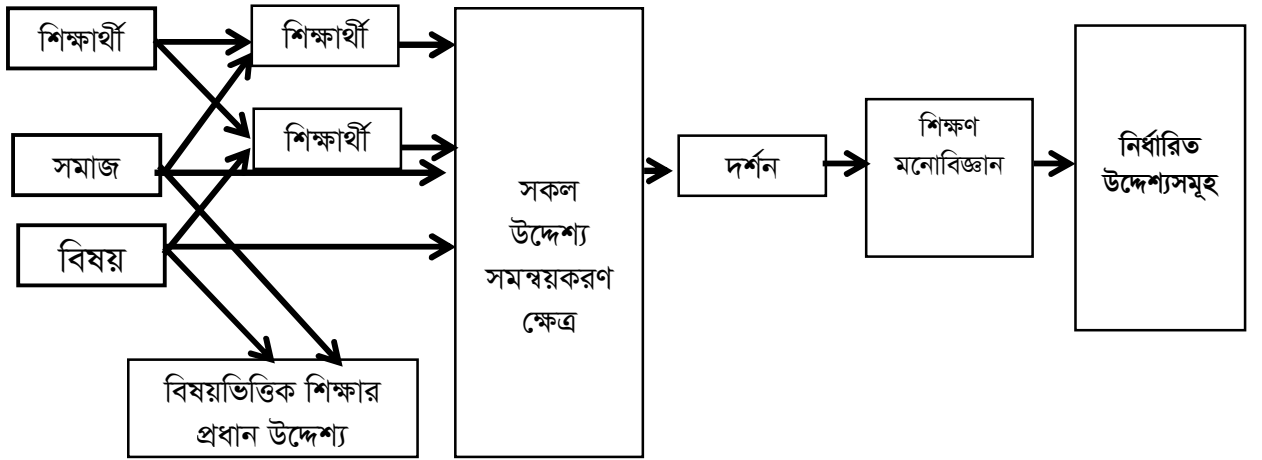 শিক্ষার্থী
শিক্ষার্থী
সমাজ
শিক্ষার্থী
বিষয়
বিষয়ভিত্তিক শিক্ষার
প্রধান উদ্দেশ্য
সকল
উদ্দেশ্য
সমন্বয়করণ
ক্ষেত্র
দর্শন
শিক্ষণ
মনোবিজ্ঞান
নির্ধারিত
উদ্দেশ্যসমূহ